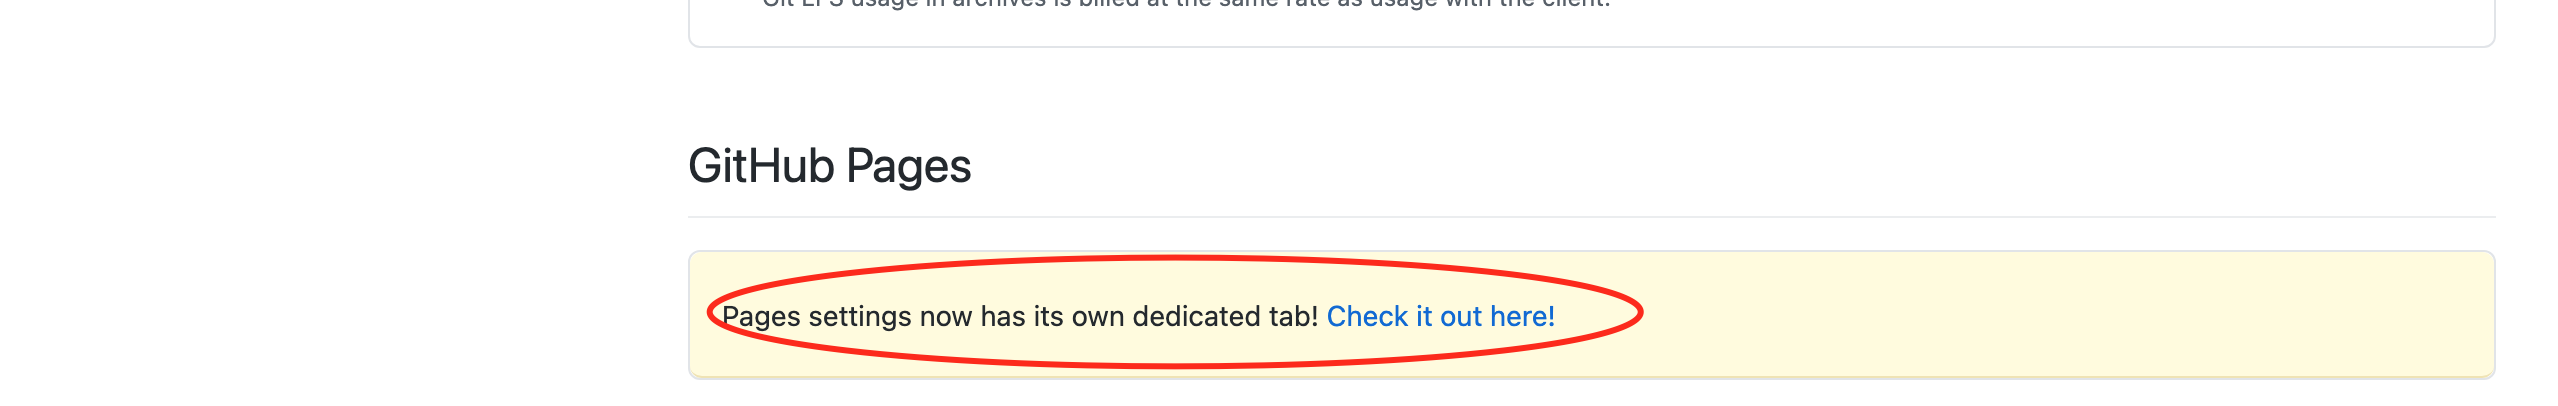 Git LFS usage in archives is billed at the same rate as usage with the client.
GitHub Pages
Pages settings now has its own dedicated tab! Check it out here!